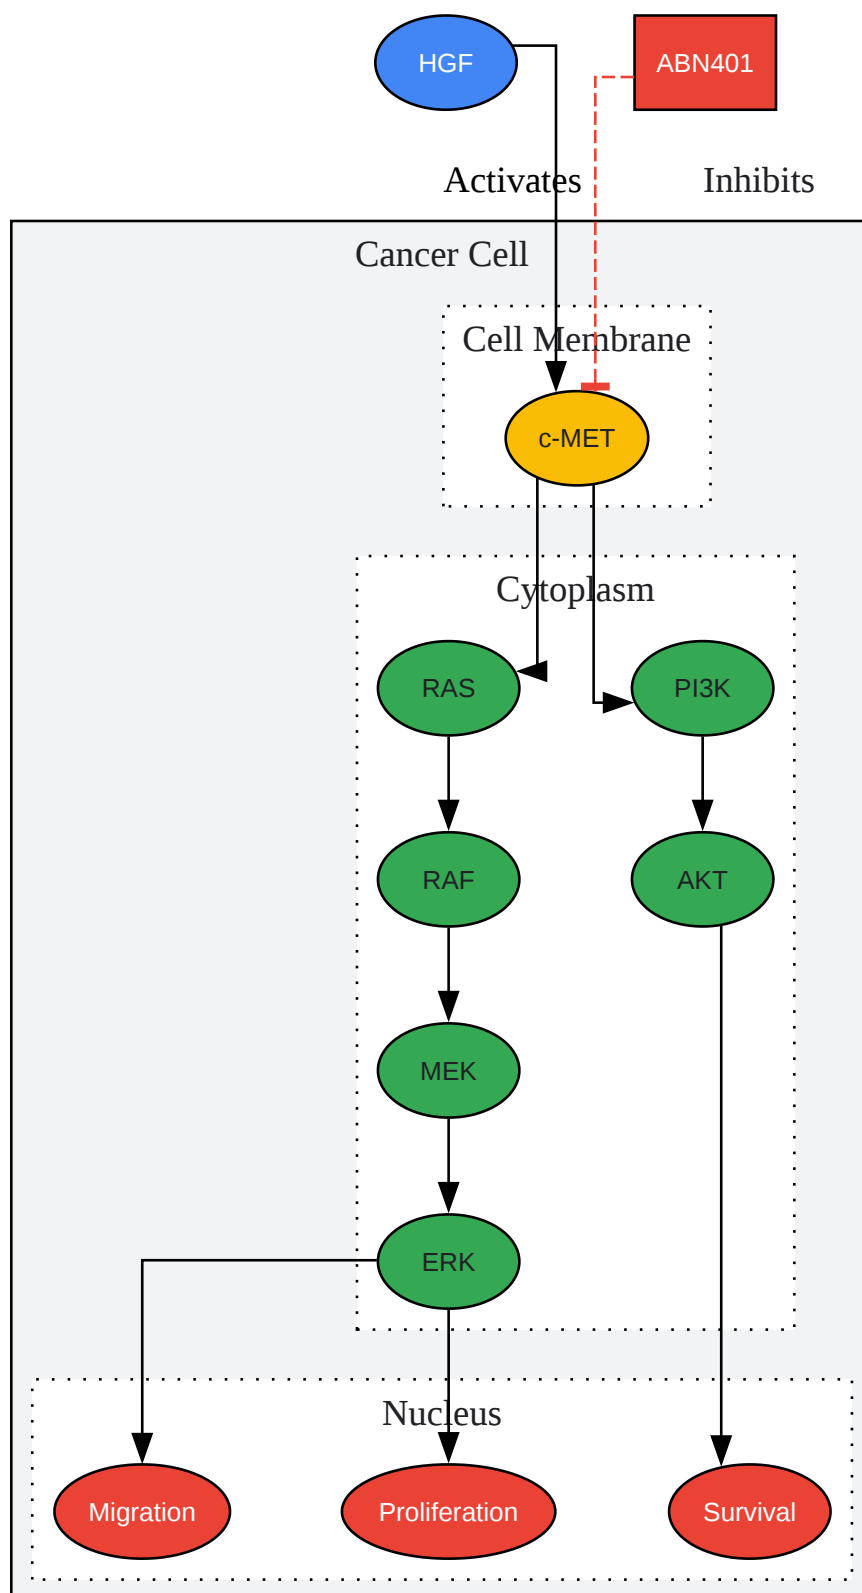 HGF
ABN401
Activates
Inhibits
Cancer Cell
Cell Membrane
c-MET
Cytoplasm
RAS
PI3K
RAF
AKT
MEK
ERK
Nucleus
Migration
Proliferation
Survival